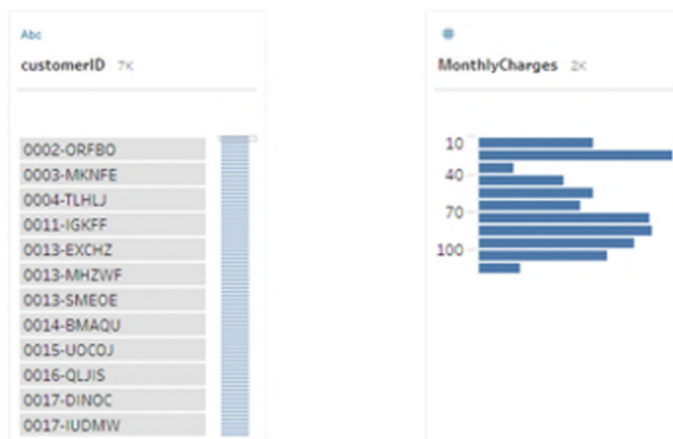 Abc
customerID 7K
0002-ORFBO
0003-MKNFE
0004-TLHLJ
0011-IGKFF
0013-EXCHZ
0013-MHZWF
0013-SMEOE
0014-BMAQU
0015-UOCOJ
0016-QLJIS
0017-DINOC
0017-IUDMW
MonthlyCharges 2K
10
40
70
100